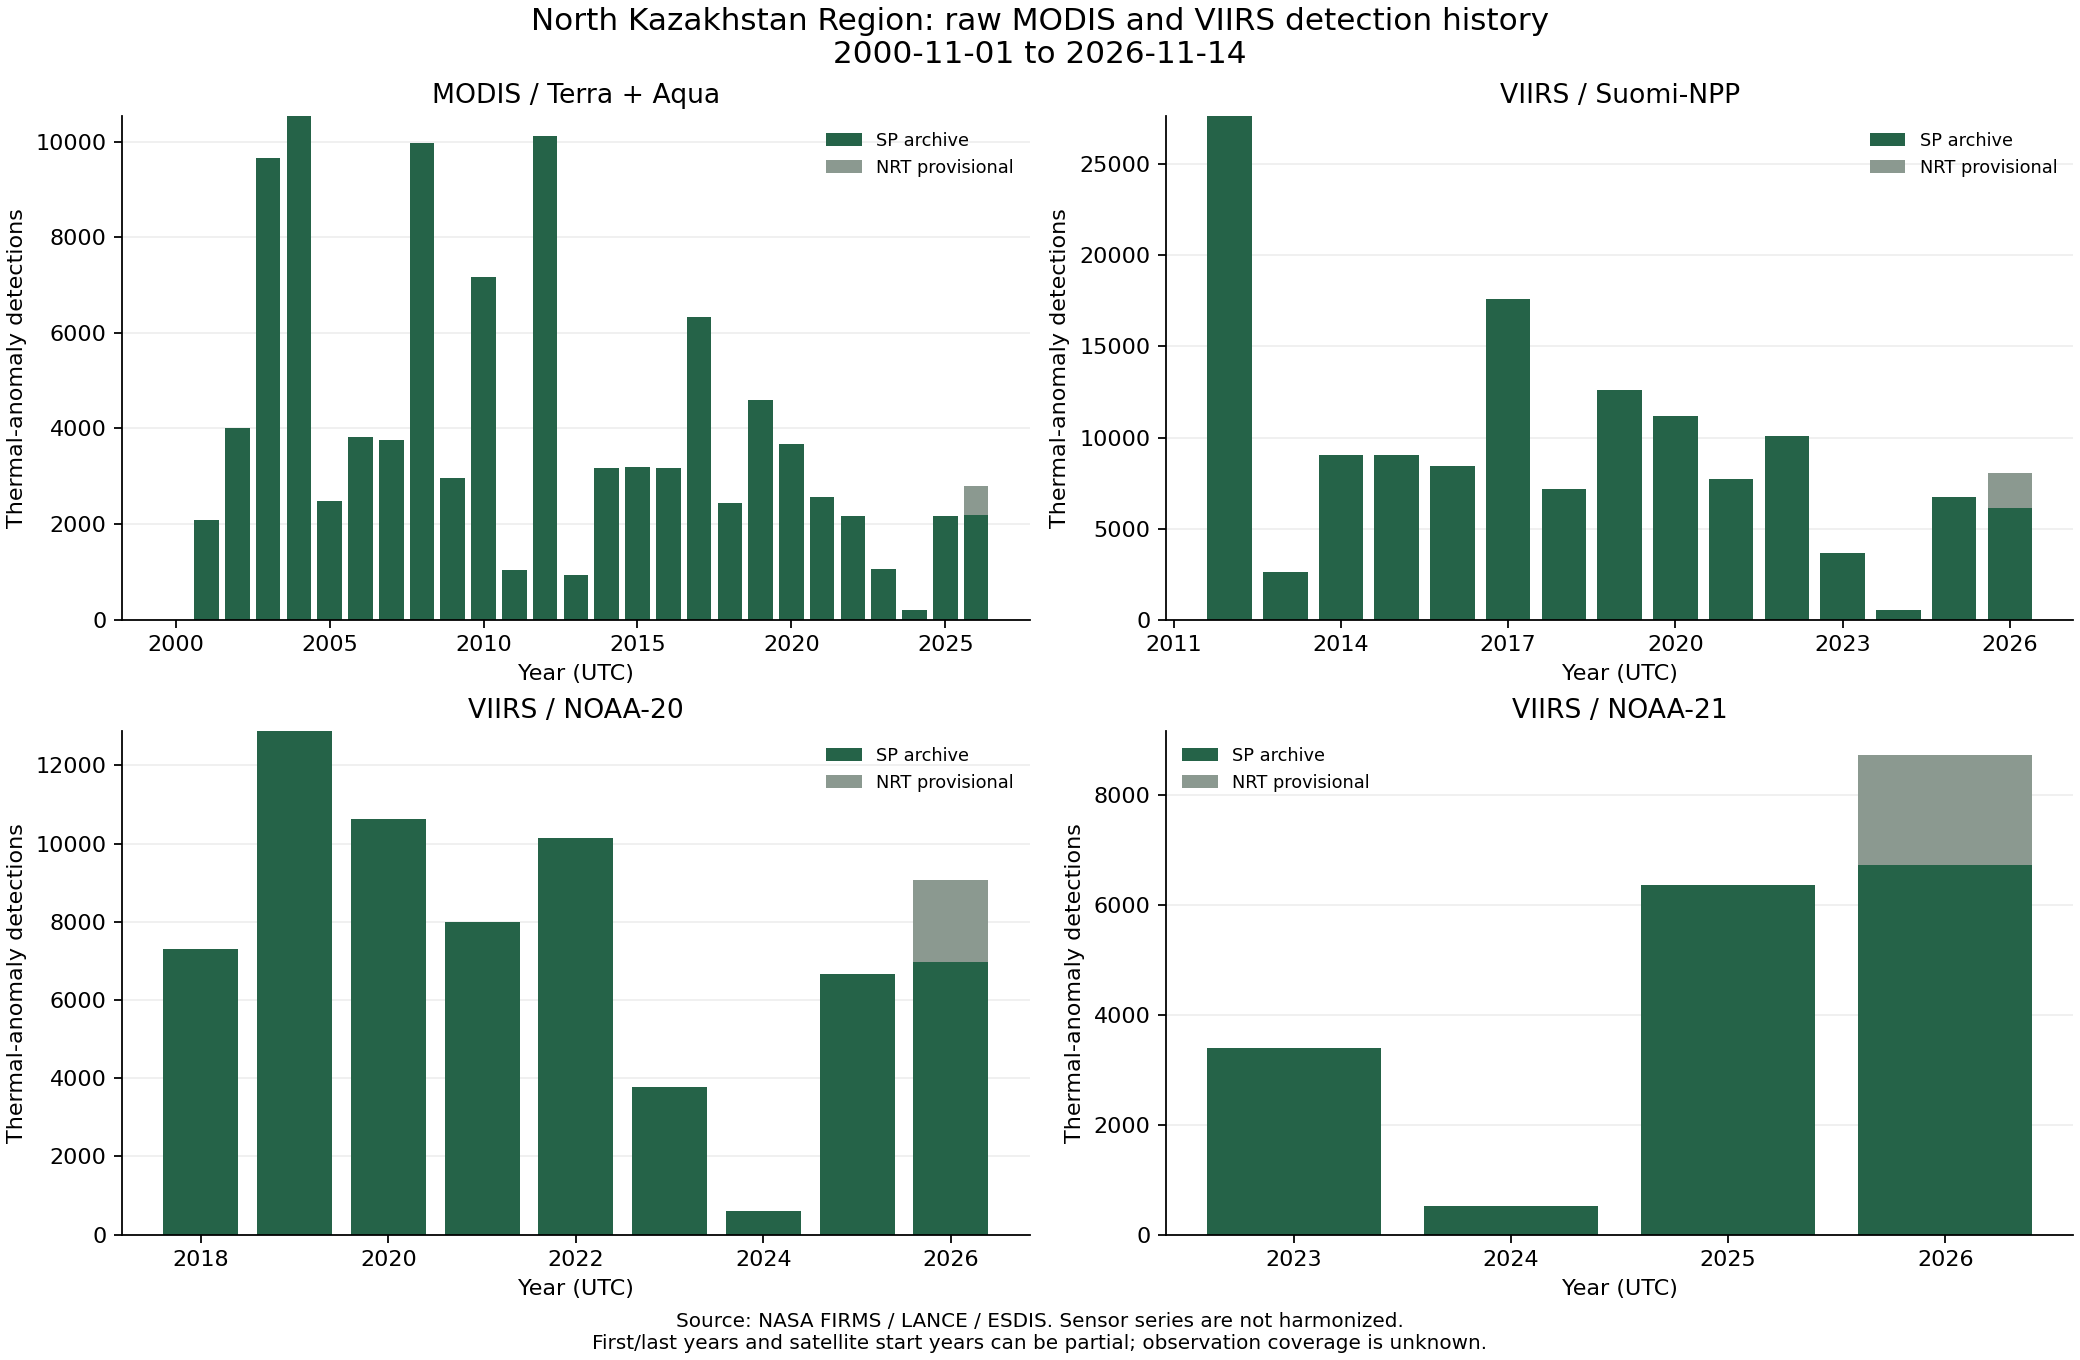 North Kazakhstan Region: raw MODIS and VIIRS detection history
2000-11-01 to 2026-11-14
MODIS / Terra + Aqua
Thermal-anomaly detections
10000
8000
6000
4000
2000
0
SP archive
NRT provisional
2000 2005 2010 2015 2020 2025
Year (UTC)
VIIRS / Suomi-NPP
Thermal-anomaly detections
25000
20000
15000
10000
5000
0
SP archive
NRT provisional
2011 2014 2017 2020 2023 2026
Year (UTC)
VIIRS / NOAA-20
Thermal-anomaly detections
12000
10000
8000
6000
4000
2000
0
SP archive
NRT provisional
2018 2020 2022 2024 2026
Year (UTC)
VIIRS / NOAA-21
Thermal-anomaly detections
8000
6000
4000
2000
0
SP archive
NRT provisional
2023 2024 2025 2026
Year (UTC)
Source: NASA FIRMS / LANCE / ESDIS. Sensor series are not harmonized.
First/last years and satellite start years can be partial; observation coverage is unknown.